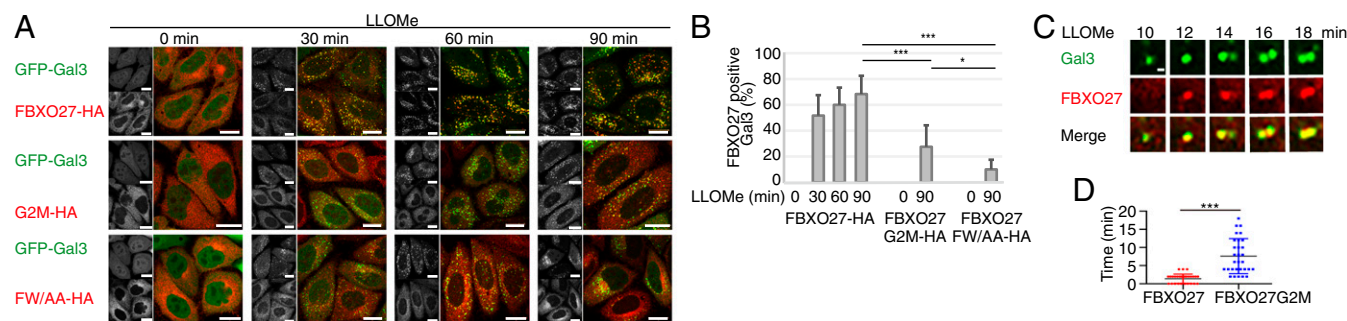 A
LLOMe
0 min 30 min 60 min 90 min
GFP-Gal3
FBXO27-HA
GFP-Gal3
G2M-HA
GFP-Gal3
FW/AA-HA
B
FBXO27 positive
Gal3 (%)
100
80
60
40
20
0
***
***
*
LLOMe (min) 0 30 60 90 0 90 0 90
FBXO27-HA FBXO27 FBXO27
G2M-HA FW/AA-HA
C
LLOMe 10 12 14 16 18 min
Gal3
FBXO27
Merge
D
Time (min)
20
15
10
5
0
***
FBXO27 FBXO27G2M